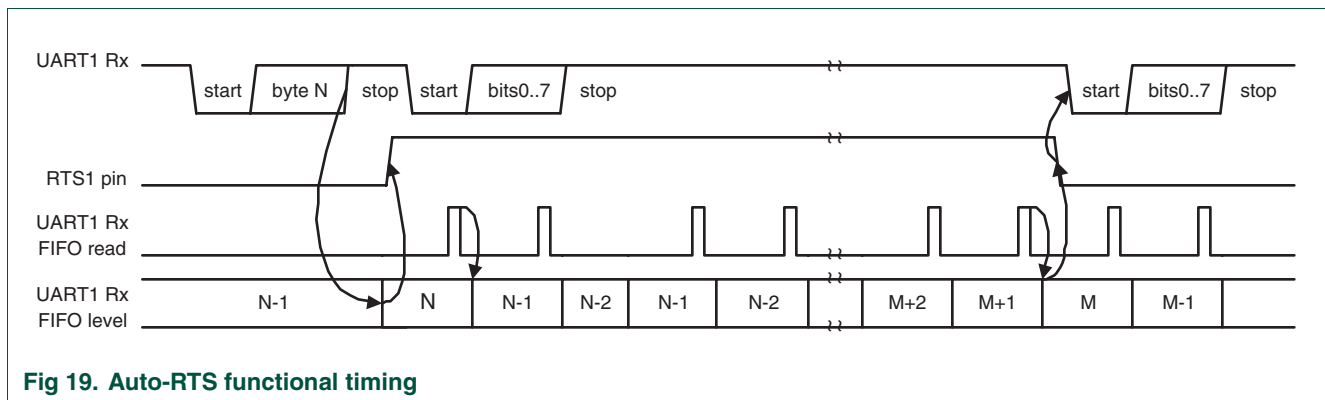 UART1 Rx
start byte N stop start bits0..7 stop start bits0..7 stop
RTS1 pin
UART1 Rx
FIFO read
UART1 Rx
FIFO level
N-1 N N-1 N-2 N-1 N-2 M+2 M+1 M M-1
Fig 19. Auto-RTS functional timing